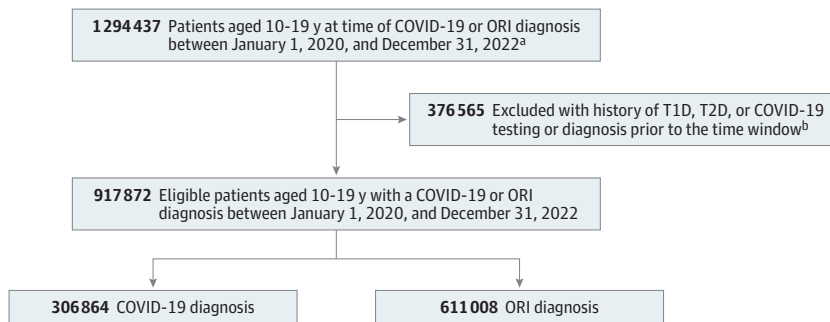 1294437 Patients aged 10-19 y at time of COVID-19 or ORI diagnosis
between January 1, 2020, and December 31, 2022a
376565 Excluded with history of T1D, T2D, or COVID-19
testing or diagnosis prior to the time windowb
917872 Eligible patients aged 10-19 y with a COVID-19 or ORI
diagnosis between January 1, 2020, and December 31, 2022
306864 COVID-19 diagnosis
611008 ORI diagnosis